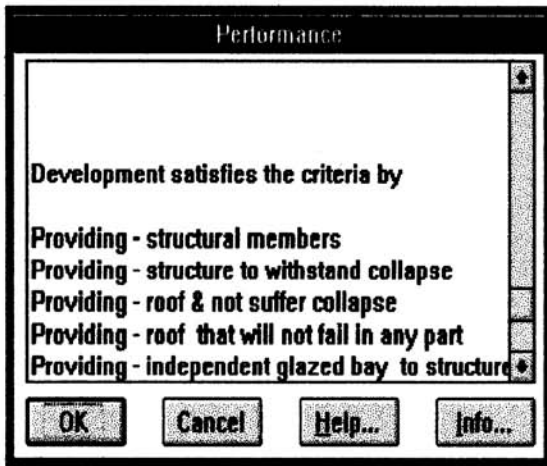 Performance
Development satisfies the criteria by
Providing - structural members
Providing - structure to withstand collapse
Providing - roof & not suffer collapse
Providing - roof that will not fail in any part
Providing - independent glazed bay to structure
OK Cancel Help... Info...